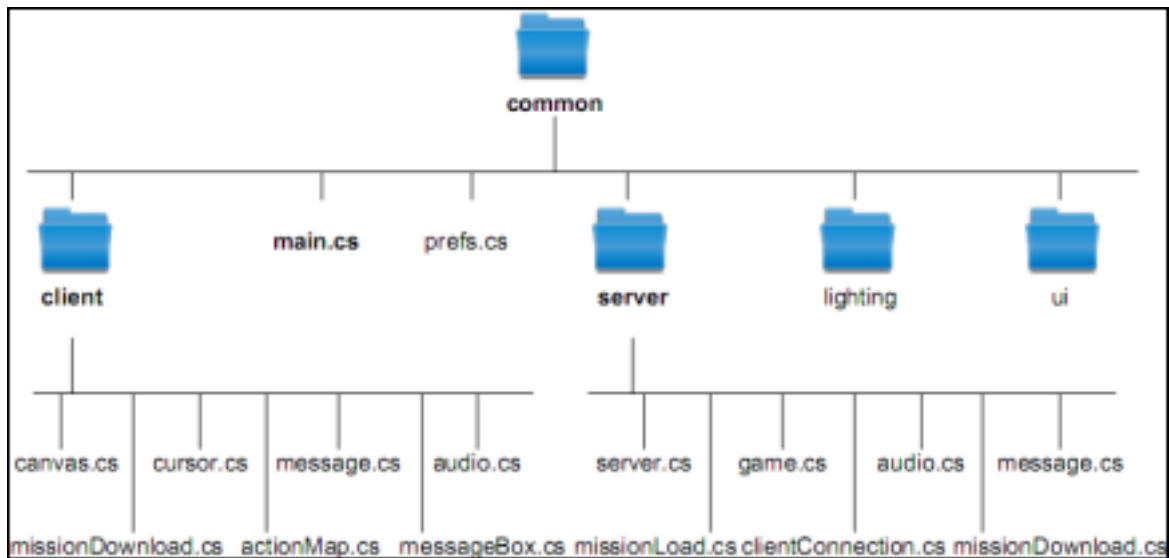 common
main.cs prefs.cs
client server lighting ui
canvas.cs cursor.cs message.cs audio.cs server.cs game.cs audio.cs message.cs
missionDownload.cs actionMap.cs messageBox.cs missionLoad.cs clientConnection.cs missionDownload.cs